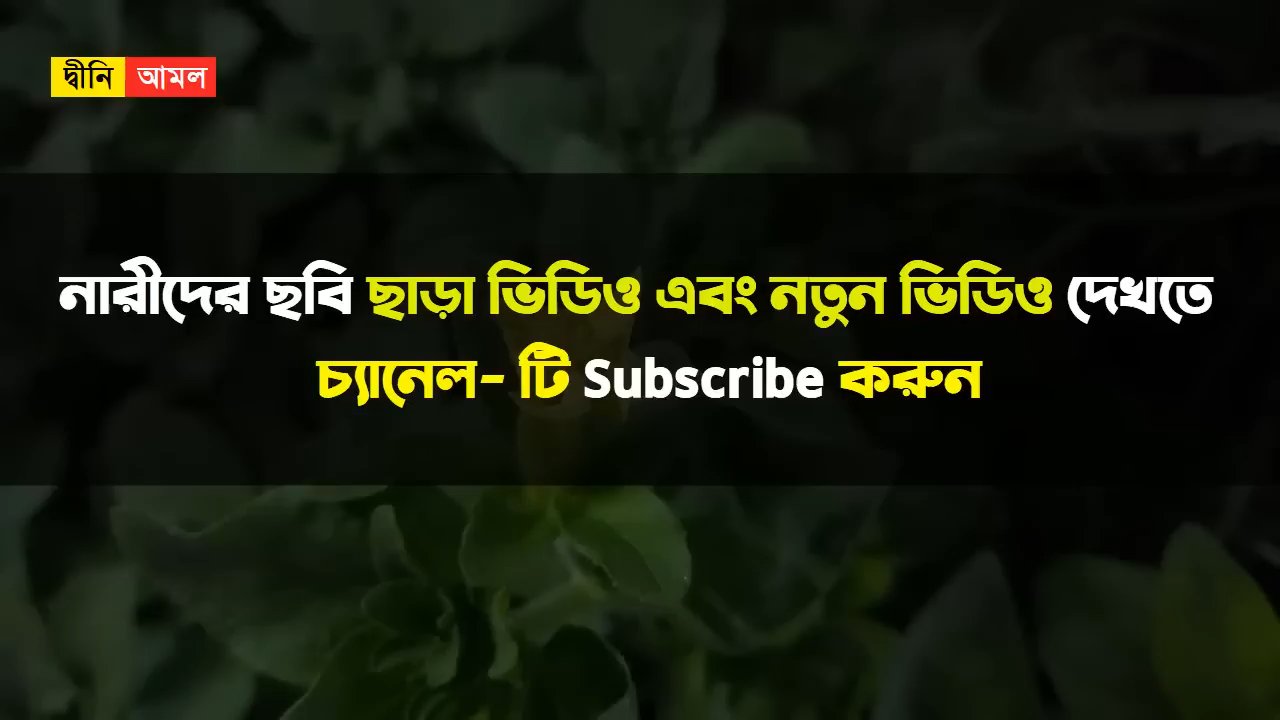 দ্বীনি আমল
নারীদের ছবি ছাড়া ভিডিও এবং নতুন ভিডিও দেখতে
চ্যানেল- টি Subscribe করুন